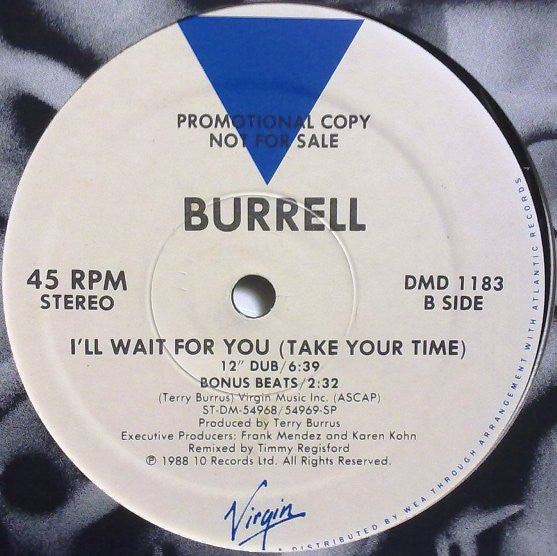 PROMOTIONAL COPY
NOT FOR SALE
BURRELL
45 RPM
STEREO
DMD 1183
B SIDE
I'LL WAIT FOR YOU (TAKE YOUR TIME)
12" DUB/6:39
BONUS BEATS/2:32
(Terry Burrus) Virgin Music Inc. (ASCAP)
ST-DM-54968/54969-SP
Produced by Terry Burrus
Executive Producers: Frank Mendez and Karen Kohn
Remixed by Timmy Regisford
℗ 1988 10 Records Ltd. All Rights Reserved.
Virgin
• DISTRIBUTED BY WEA THROUGH ARRANGEMENT WITH ATLANTIC RECORDS